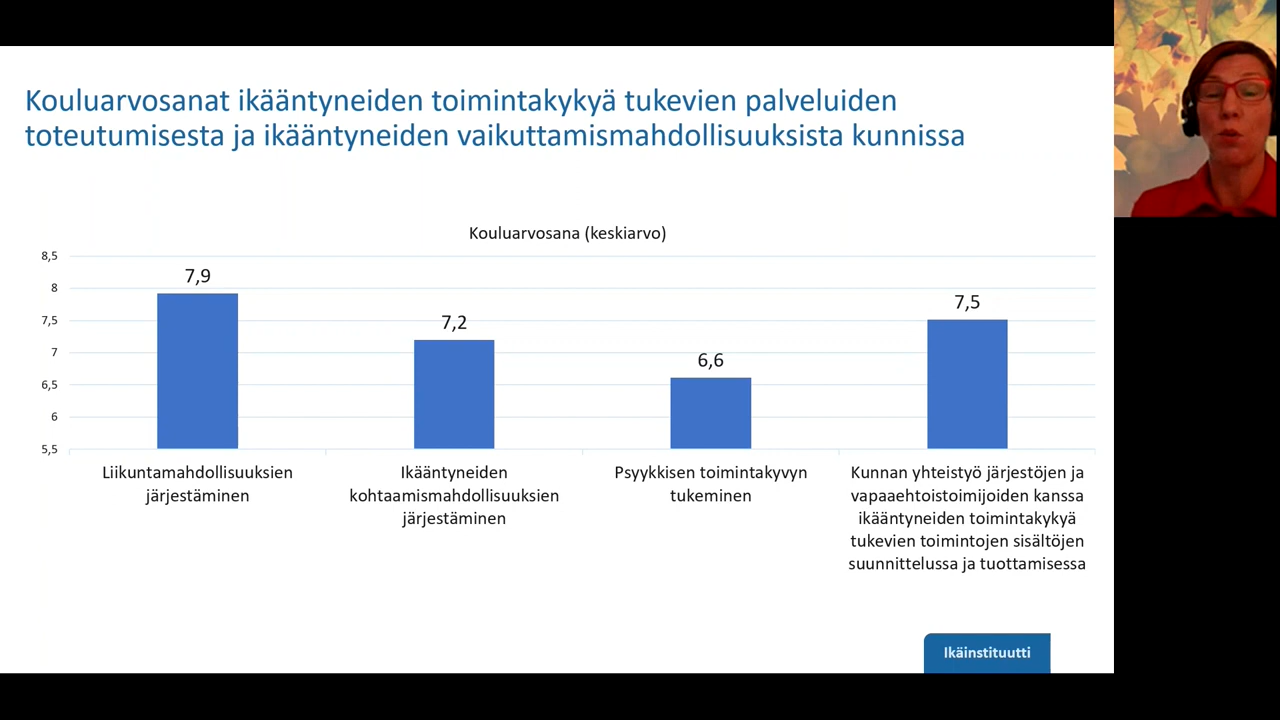 Kouluarvosanat ikääntyneiden toimintakykyä tukevien palveluiden
toteutumisesta ja ikääntyneiden vaikuttamismahdollisuuksista kunnissa
Kouluarvosana (keskiarvo)
8,5
8
7,5
7
6,5
6
5,5
7,9
7,2
6,6
7,5
Liikuntamahdollisuuksien
järjestäminen
Ikääntyneiden
kohtaamismahdollisuuksien
järjestäminen
Psyykkisen toimintakyvyn
tukeminen
Kunnan yhteistyö järjestöjen ja
vapaaehtoistoimijoiden kanssa
ikääntyneiden toimintakykyä
tukevien toimintojen sisältöjen
suunnittelussa ja tuottamisessa
Ikäinstituutti